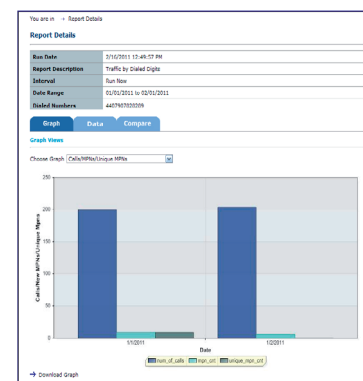 You are in → Report Details
Report Details
Run Date 2/16/2011 12:49:57 PM
Report Description Traffic by Dialed Digits
Interval Run Now
Date Range 01/01/2011 to 02/01/2011
Dialed Numbers 4407907020209
Graph Data Compare
Graph Views
Choose Graph Calls/MPNs/Unique MPNs
Calls/New MPNs/Unique Mpns
250
200
150
100
50
0
1/1/2011 1/2/2011
Date
num_of_calls mpn_cnt unique_mpn_cnt
→ Download Graph